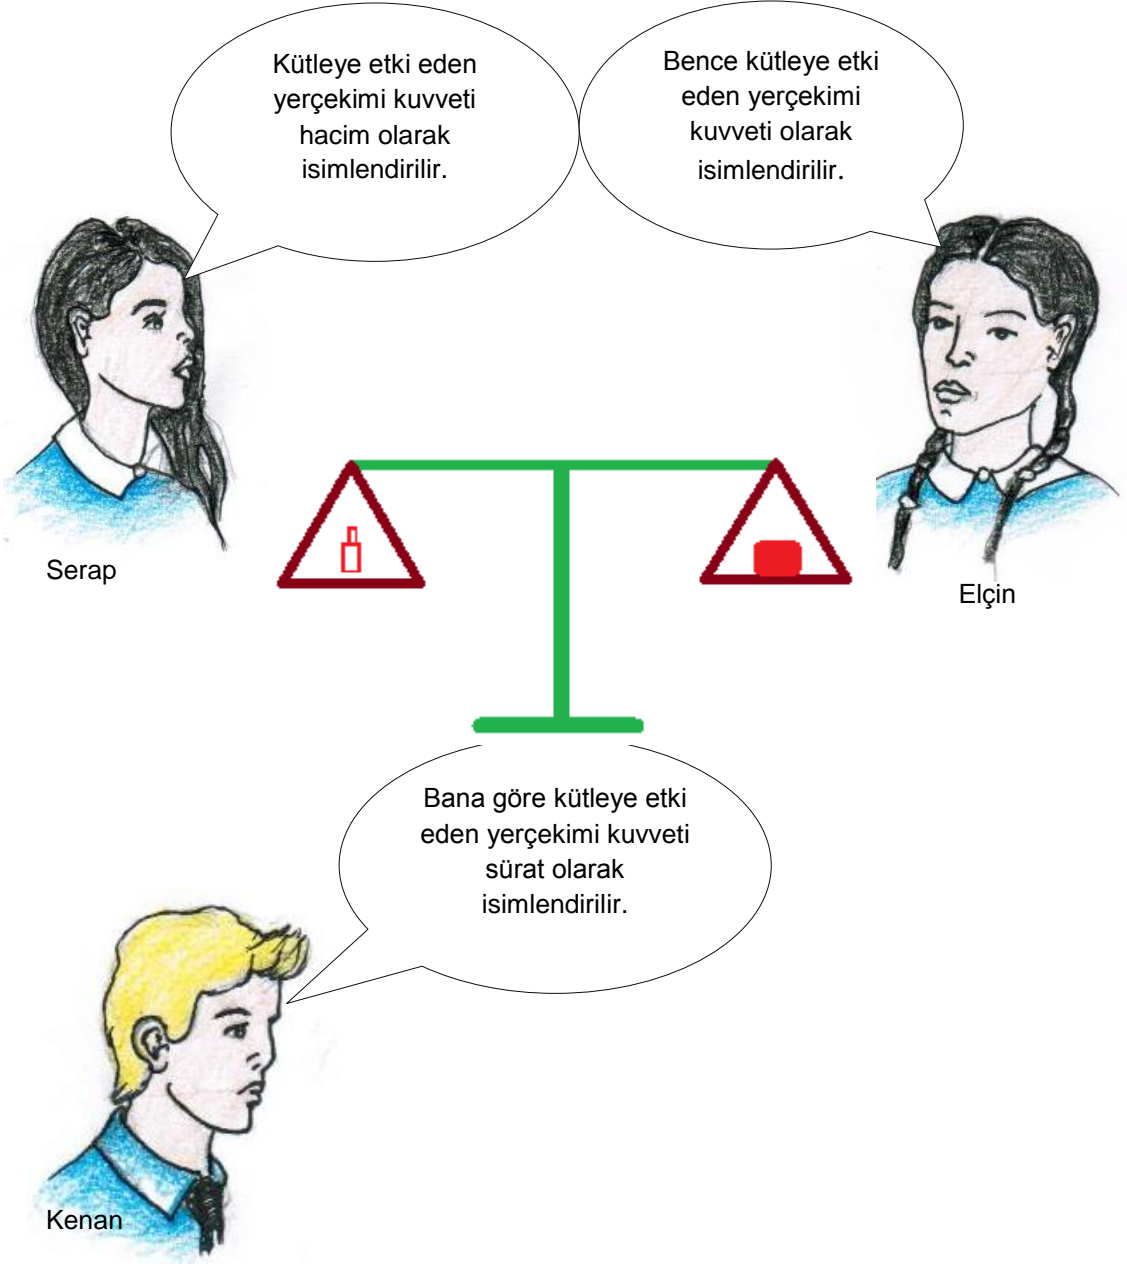 Kütleye etki eden
yerçekimi kuvveti
hacim olarak
isimlendirilir.
Bence kütleye etki
eden yerçekimi
kuvveti olarak
isimlendirilir.
Serap
Elçin
Bana göre kütleye etki
eden yerçekimi kuvveti
sürat olarak
isimlendirilir.
Kenan